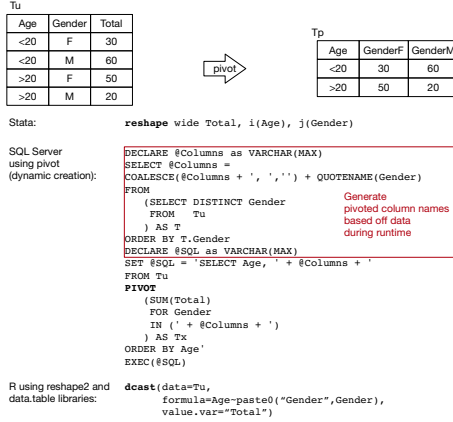 Tu
Age Gender Total
<20 F 30
<20 M 60
>20 F 50
>20 M 20
pivot
Tp
Age GenderF GenderM
<20 30 60
>20 50 20
Stata:
reshape wide Total, i(Age), j(Gender)
SQL Server
using pivot
(dynamic creation):
DECLARE @Columns as VARCHAR(MAX)
SELECT @Columns =
COALESCE(@Columns + ', ','') + QUOTENAME(Gender)
FROM
(SELECT DISTINCT Gender
FROM Tu
) AS T
ORDER BY T.Gender
Generate
pivoted column names
based off data
during runtime
DECLARE @SQL as VARCHAR(MAX)
SET @SQL = 'SELECT Age, ' + @Columns + '
FROM Tu
PIVOT
(SUM(Total)
FOR Gender
IN (' + @Columns + ')
) AS Tx
ORDER BY Age'
EXEC(@SQL)
R using reshape2 and
data.table libraries:
dcast(data=Tu,
formula=Age~paste0(“Gender”,Gender),
value.var=“Total”)